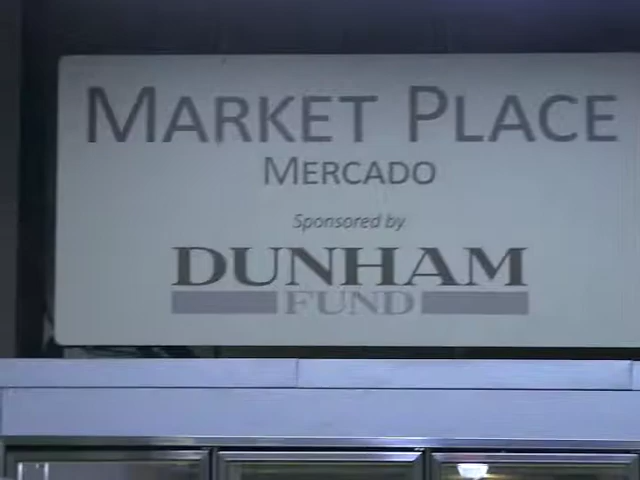 MARKET PLACE
MERCADO
Sponsored by
DUNHAM
FUND